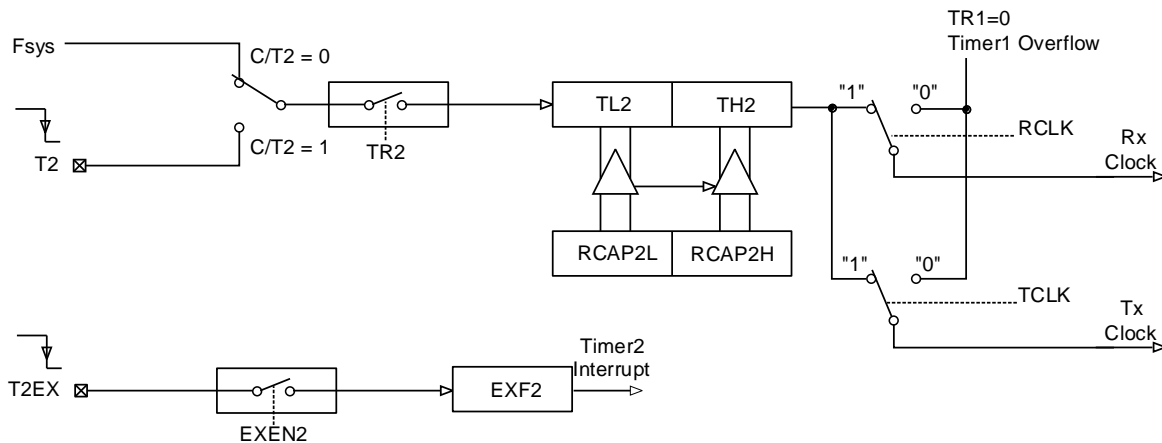 TR1=0
Timer1 Overflow
Fsys
C/T2 = 0
"1"
"0"
TL2
TH2
RCLK
Rx
Clock
T2
C/T2 = 1
TR2
RCAP2L
RCAP2H
"1"
"0"
TCLK
Tx
Clock
Timer2
Interrupt
T2EX
EXF2
EXEN2